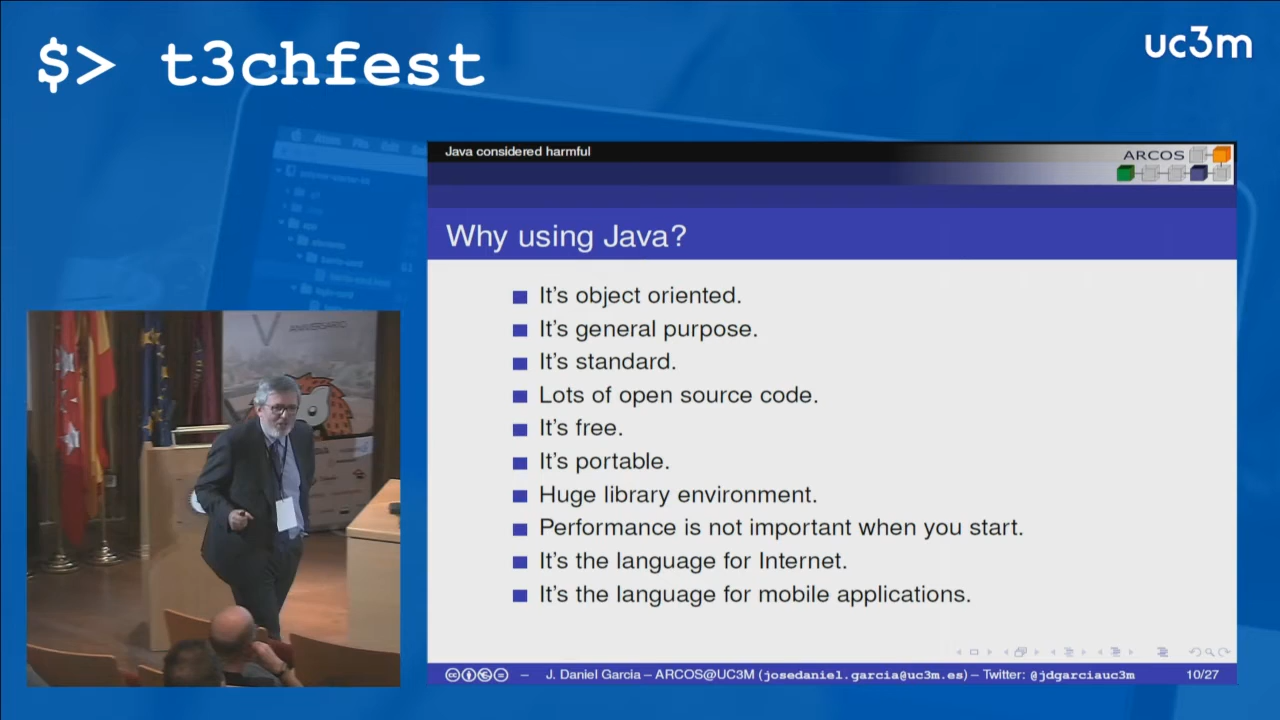 $> t3chfest
uc3m
Java considered harmful
ARCOS
Why using Java?
It's object oriented.
It's general purpose.
It's standard.
Lots of open source code.
It's free.
It's portable.
Huge library environment.
Performance is not important when you start.
It's the language for Internet.
It's the language for mobile applications.
J. Daniel Garcia – ARCOS@UC3M (josedaniel.garcia@uc3m.es) – Twitter: @jdgarciauc3m
10/27
V
ANIVERSARIO